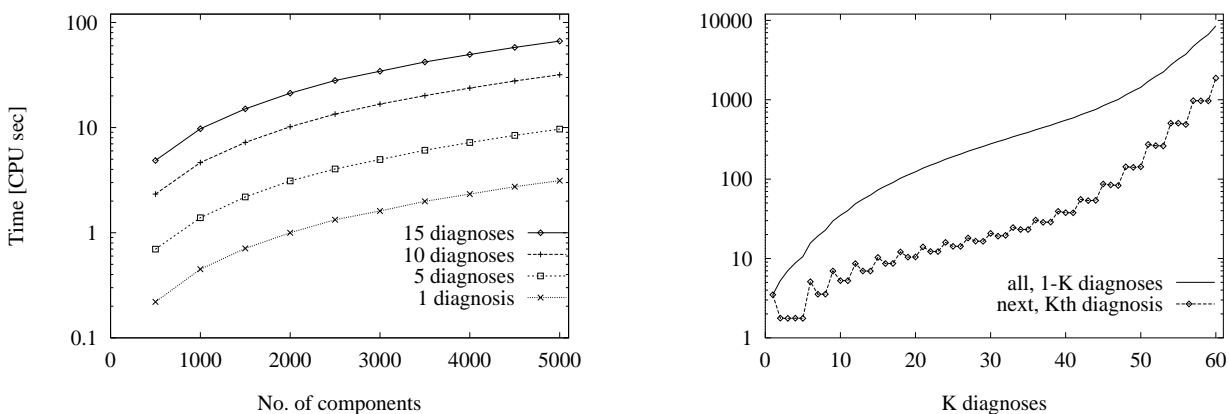 100
10
1
0.1
Time [CPU sec]
15 diagnoses
10 diagnoses
5 diagnoses
1 diagnosis
0 1000 2000 3000 4000 5000
No. of components
10000
1000
100
10
1
all, 1-K diagnoses
next, Kth diagnosis
0 10 20 30 40 50 60
K diagnoses